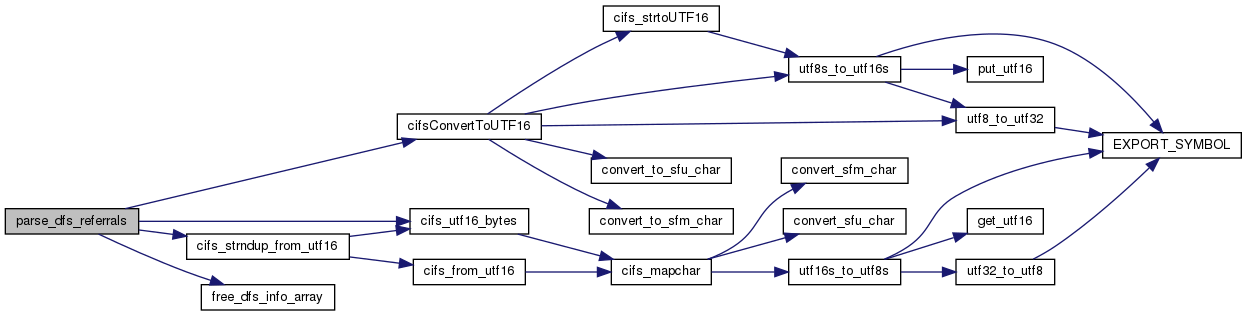 cifs_strtoUTF16
utf8s_to_utf16s
put_utf16
cifsConvertToUTF16
utf8_to_utf32
EXPORT_SYMBOL
convert_to_sfu_char
convert_sfm_char
parse_dfs_referrals
cifs_utf16_bytes
convert_to_sfm_char
convert_sfu_char
get_utf16
cifs_strndup_from_utf16
cifs_from_utf16
cifs_mapchar
utf16s_to_utf8s
utf32_to_utf8
free_dfs_info_array